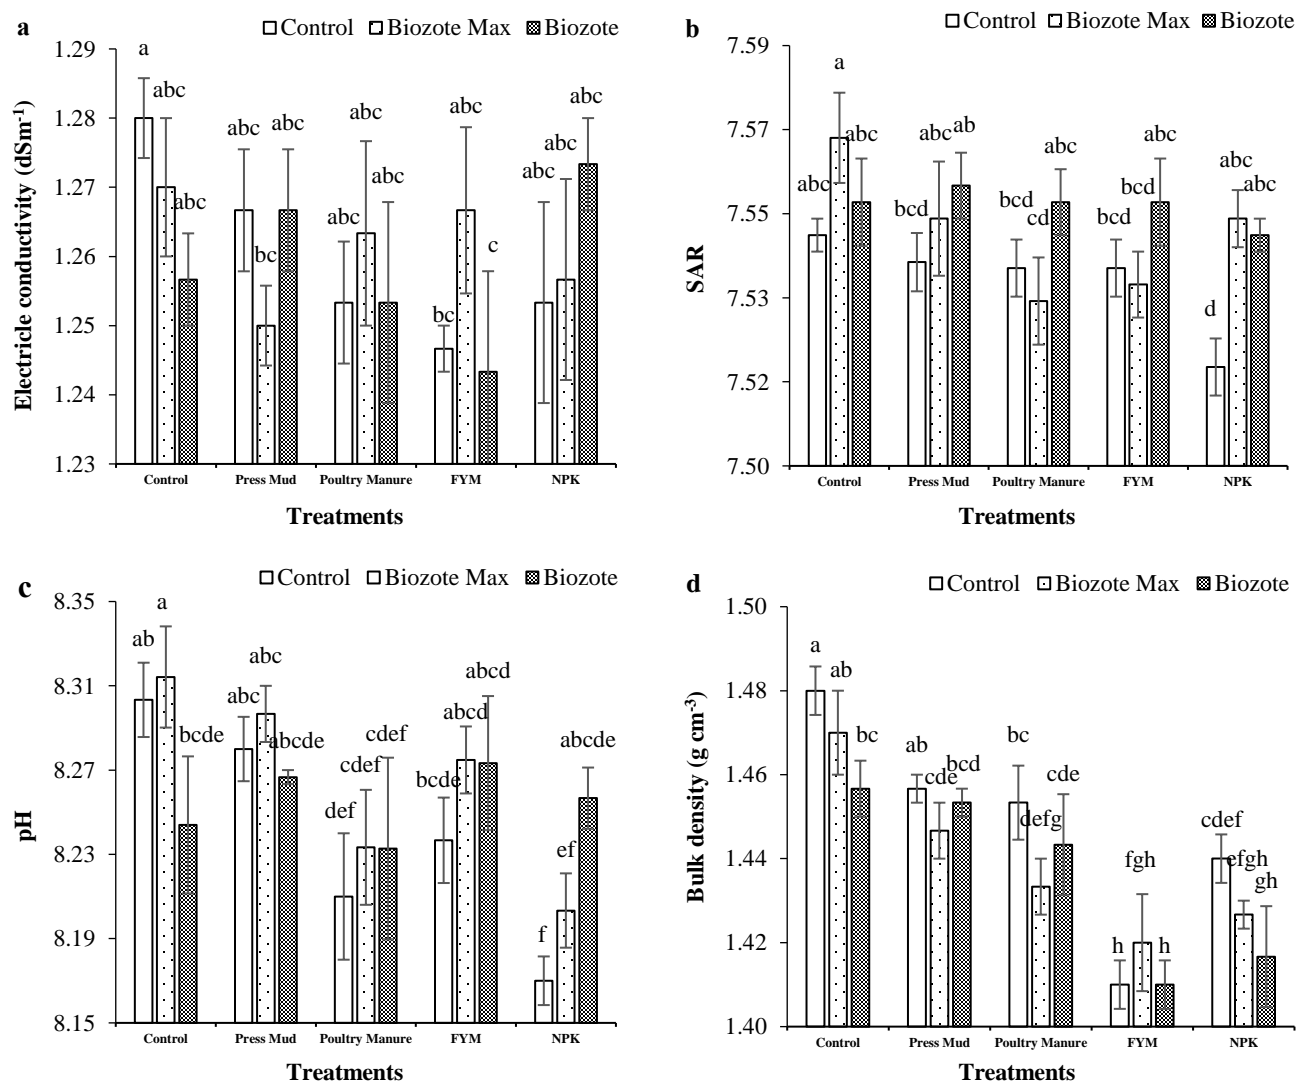 a
Control Biozote Max Biozote
1.29
1.28
1.27
1.26
1.25
1.24
1.23
Electricle conductivity (dSm-1)
a
abc
abc
abc
bc
abc
abc
abc
abc
bc
abc
c
abc
abc
abc
Control Press Mud Poultry Manure FYM NPK
Treatments
b
Control Biozote Max Biozote
7.59
7.57
7.55
7.53
7.52
7.50
SAR
abc
a
abc
bcd
abc
ab
bcd
cd
abc
bcd
bcd
abc
d
abc
abc
Control Press Mud Poultry Manure FYM NPK
Treatments
c
Control Biozote Max Biozote
8.35
8.31
8.27
8.23
8.19
8.15
pH
ab
a
bcde
abc
abc
abcde
def
cdef
cdef
bcde
abcd
abcd
f
ef
abcde
Control Press Mud Poultry Manure FYM NPK
Treatments
d
Control Biozote Max Biozote
1.50
1.48
1.46
1.44
1.42
1.40
Bulk density (g cm-3)
a
ab
bc
ab
cde
bcd
bc
defg
cde
h
fgh
h
cdef
efgh
gh
Control Press Mud Poultry Manure FYM NPK
Treatments